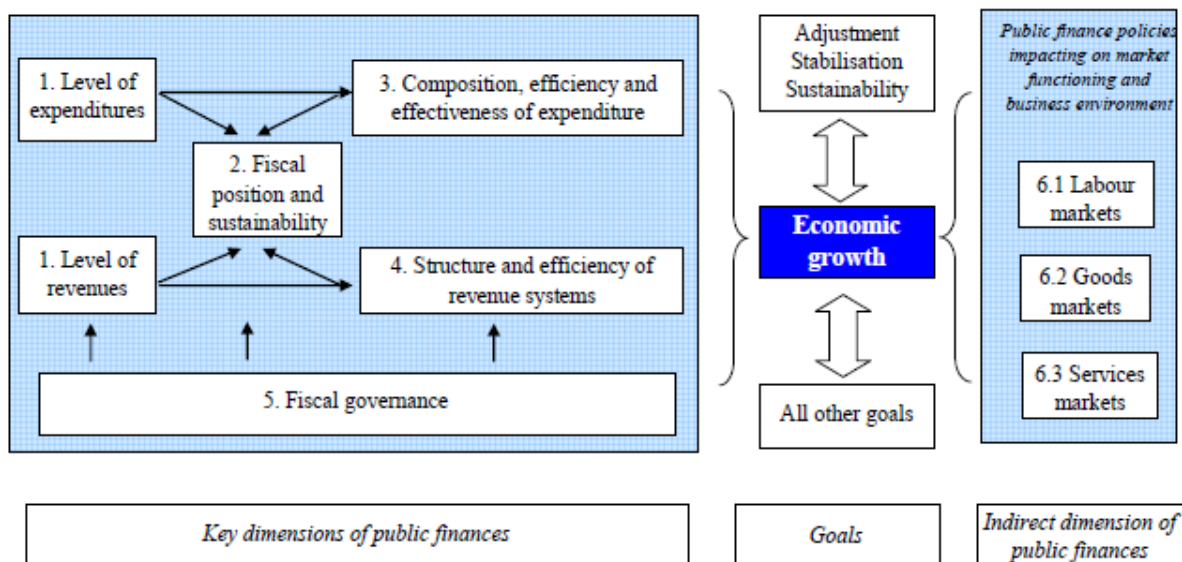 1. Level of
expenditures
3. Composition, efficiency and
effectiveness of expenditure
2. Fiscal
position and
sustainability
1. Level of
revenues
4. Structure and efficiency of
revenue systems
5. Fiscal governance
Adjustment
Stabilisation
Sustainability
Economic
growth
All other goals
Public finance policies
impacting on market
functioning and
business environment
6.1 Labour
markets
6.2 Goods
markets
6.3 Services
markets
Key dimensions of public finances
Goals
Indirect dimension of
public finances